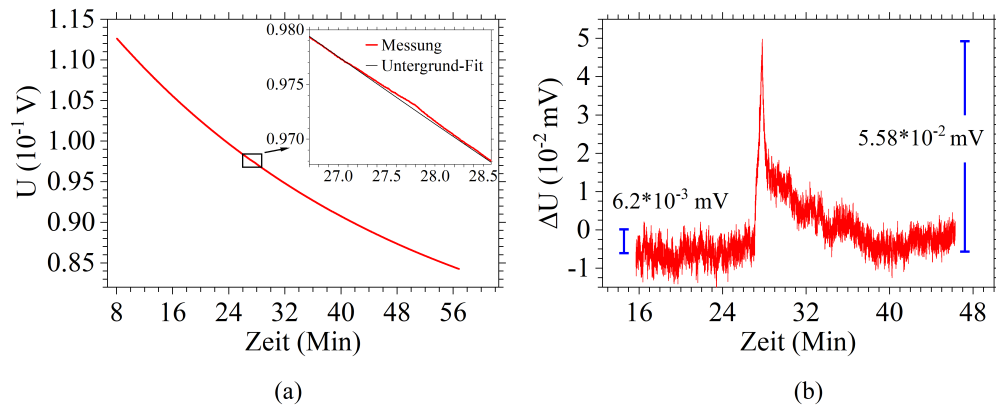 U (10⁻¹ V)
1.15
1.10
1.05
1.00
0.95
0.90
0.85
8 16 24 32 40 48 56
Zeit (Min)
0.980
0.975
0.970
27.0 27.5 28.0 28.5
Messung
Untergrund-Fit
(a)
ΔU (10⁻² mV)
5
4
3
2
1
0
-1
16 24 32 40 48
Zeit (Min)
6.2*10⁻³ mV
5.58*10⁻² mV
(b)